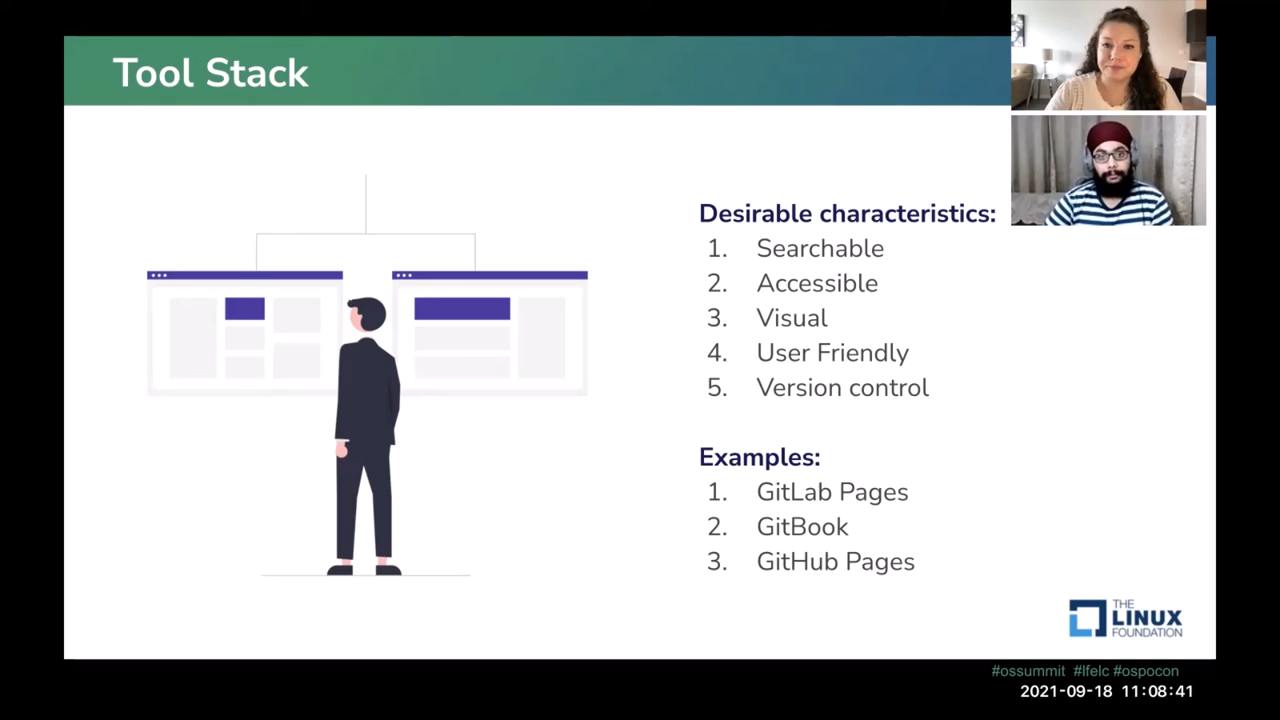 Tool Stack
Desirable characteristics:
1. Searchable
2. Accessible
3. Visual
4. User Friendly
5. Version control
Examples:
1. GitLab Pages
2. GitBook
3. GitHub Pages
THE
LINUX
FOUNDATION
#ossummit #lfelc #ospocon
2021-09-18 11:08:41